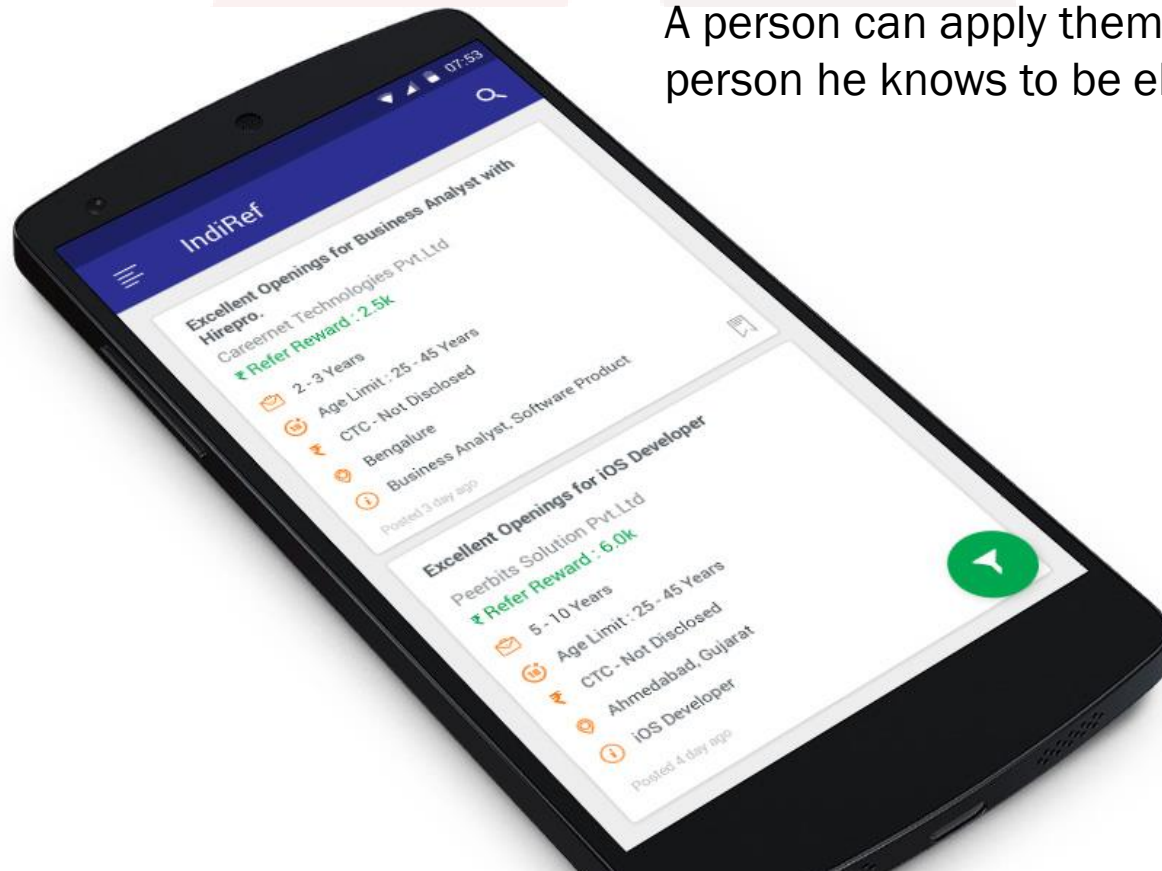 A person can apply them
person he knows to be el
07:53
IndiRef
Excellent Openings for Business Analyst with
Hirepro.
Careernet Technologies Pvt.Ltd
₹ Refer Reward : 2.5k
2 - 3 Years
18
Age Limit : 25 - 45 Years
₹ CTC - Not Disclosed
Bengalure
i Business Analyst, Software Product
Posted 3 day ago
Excellent Openings for iOS Developer
Peerbits Solution Pvt.Ltd
₹ Refer Reward : 6.0k
5 - 10 Years
18
Age Limit : 25 - 45 Years
₹ CTC - Not Disclosed
Ahmedabad, Gujarat
i iOS Developer
Posted 4 day ago